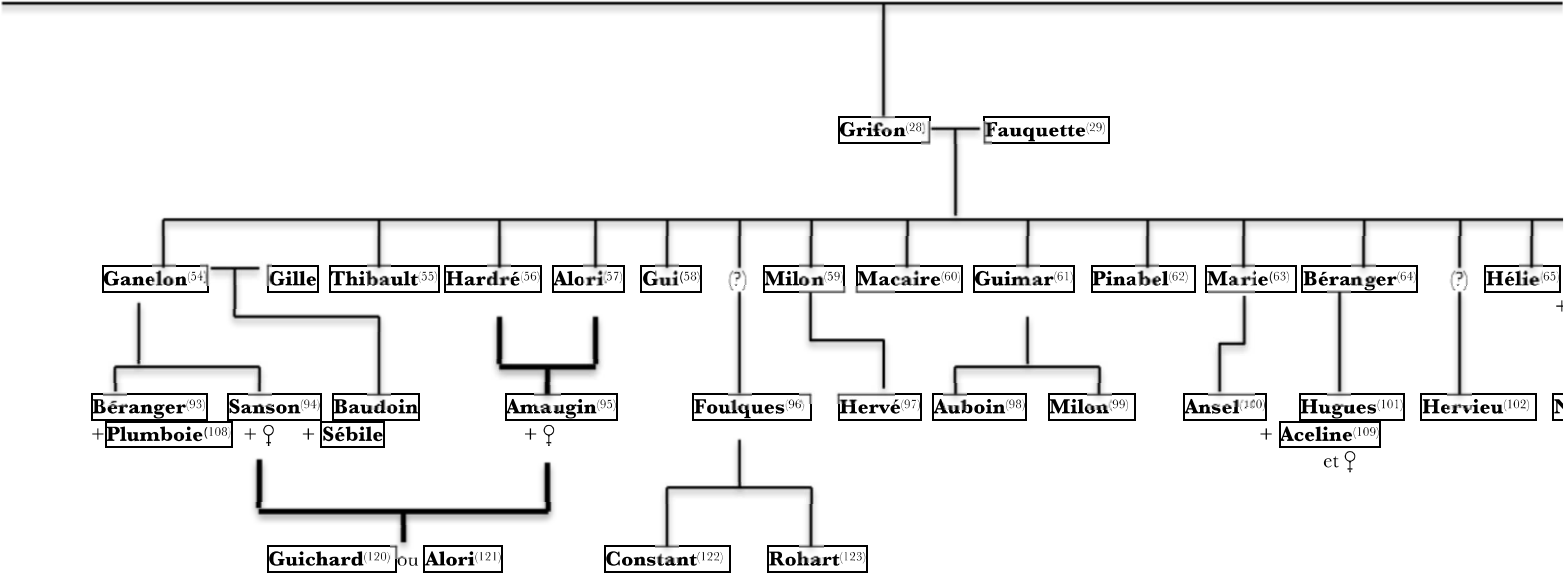 Grifon(28) Fauquette(29)
Ganelon(54) Gille Thibault(55) Hardré(56) Alori(57) Gui(58) (?) Milon(59) Macaire(60) Guimar(61) Pinabel(62) Marie(63) Béranger(64) (?) Hélie(65)
+
Béranger(93) Sanson(94) Baudoin Amaugin(95) Foulques(96) Hervé(97) Auboin(98) Milon(99) Ansel(100) Hugues(101) Hervieu(102) N
+ Plumboie(108) + ♀ + Sébile + ♀ + Aceline(109)
et ♀
Guichard(120) ou Alori(121) Constant(122) Rohart(123)